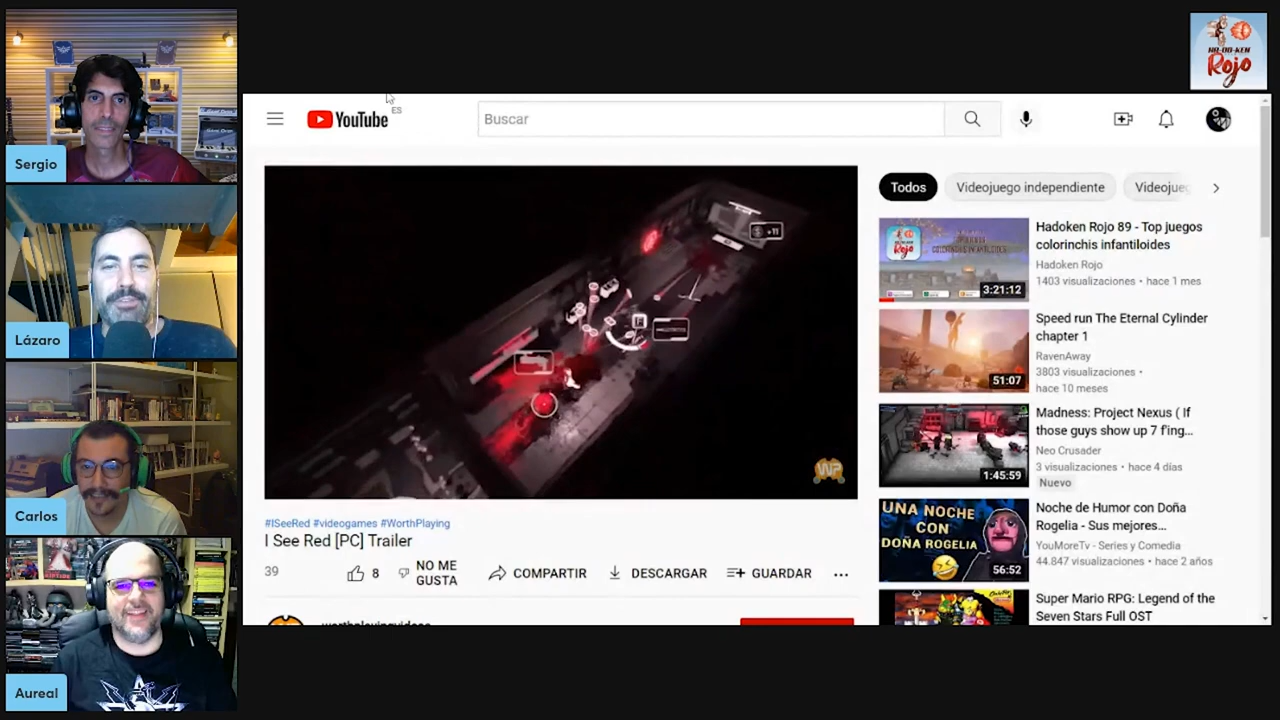 Sergio
Lázaro
Carlos
Aureal
HA-DO-KEN
Rojo
YouTube
ES
Buscar
+11
WP
#ISeeRed #videogames #WorthPlaying
I See Red [PC] Trailer
39
8
NO ME
GUSTA
COMPARTIR
DESCARGAR
GUARDAR
Todos
Videojuego independiente
Hadoken Rojo 89 - Top juegos
colorinchis infantiloides
Hadoken Rojo
1403 visualizaciones • hace 1 mes
3:21:12
Speed run The Eternal Cylinder
chapter 1
RavenAway
3803 visualizaciones •
hace 10 meses
51:07
Madness: Project Nexus ( If
those guys show up 7 f'ing...
Neo Crusader
3 visualizaciones • hace 4 días
Nuevo
1:45:59
UNA NOCHE
CON
DOÑA
ROGELIA
56:52
Noche de Humor con Doña
Rogelia - Sus mejores...
YouMoreTv - Series y Comedia
44.847 visualizaciones • hace 2 años
Super Mario RPG: Legend of the
Seven Stars Full OST